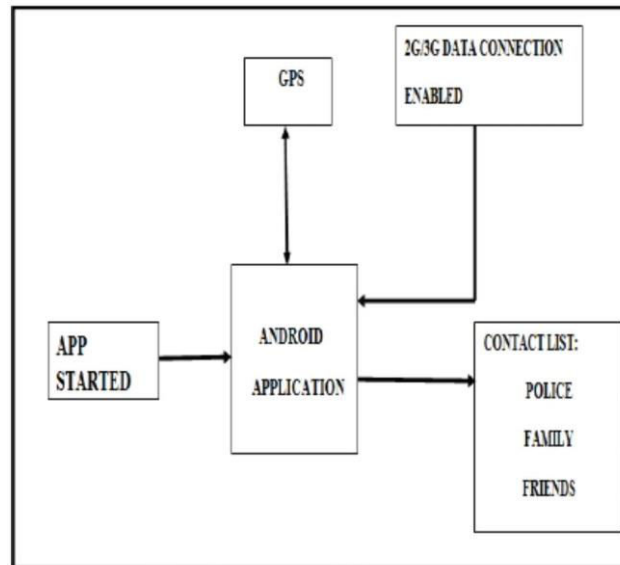 GPS
2G/3G DATA CONNECTION
ENABLED
APP
STARTED
ANDROID
APPLICATION
CONTACT LIST:
POLICE
FAMILY
FRIENDS